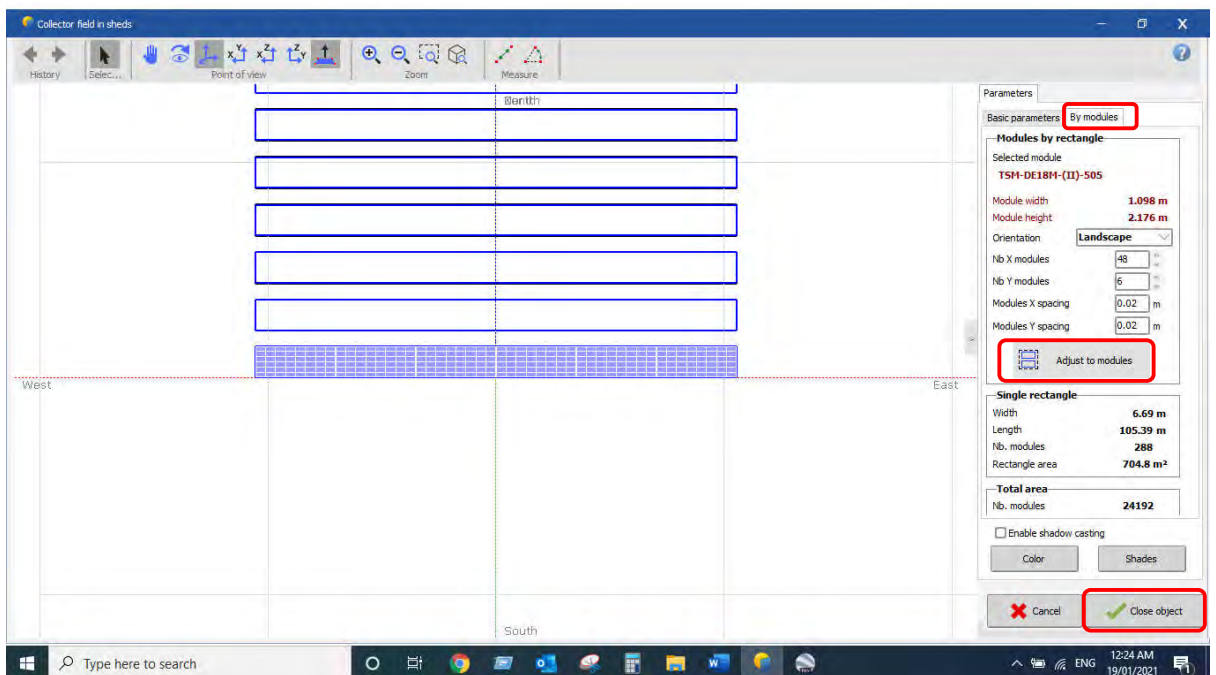 Collector field in sheds
History
Selec...
Point of view
Zoom
Measure
West
East
South
Parameters
Basic parameters By modules
Modules by rectangle
Selected module
TSM-DE18M-(II)-505
Module width 1.098 m
Module height 2.176 m
Orientation Landscape
Nb X modules 48
Nb Y modules 6
Modules X spacing 0.02 m
Modules Y spacing 0.02 m
Adjust to modules
Single rectangle
Width 6.69 m
Length 105.39 m
Nb. modules 288
Rectangle area 704.8 m²
Total area
Nb. modules 24192
Enable shadow casting
Color Shades
Cancel Close object
Type here to search
ENG
12:24 AM
19/01/2021